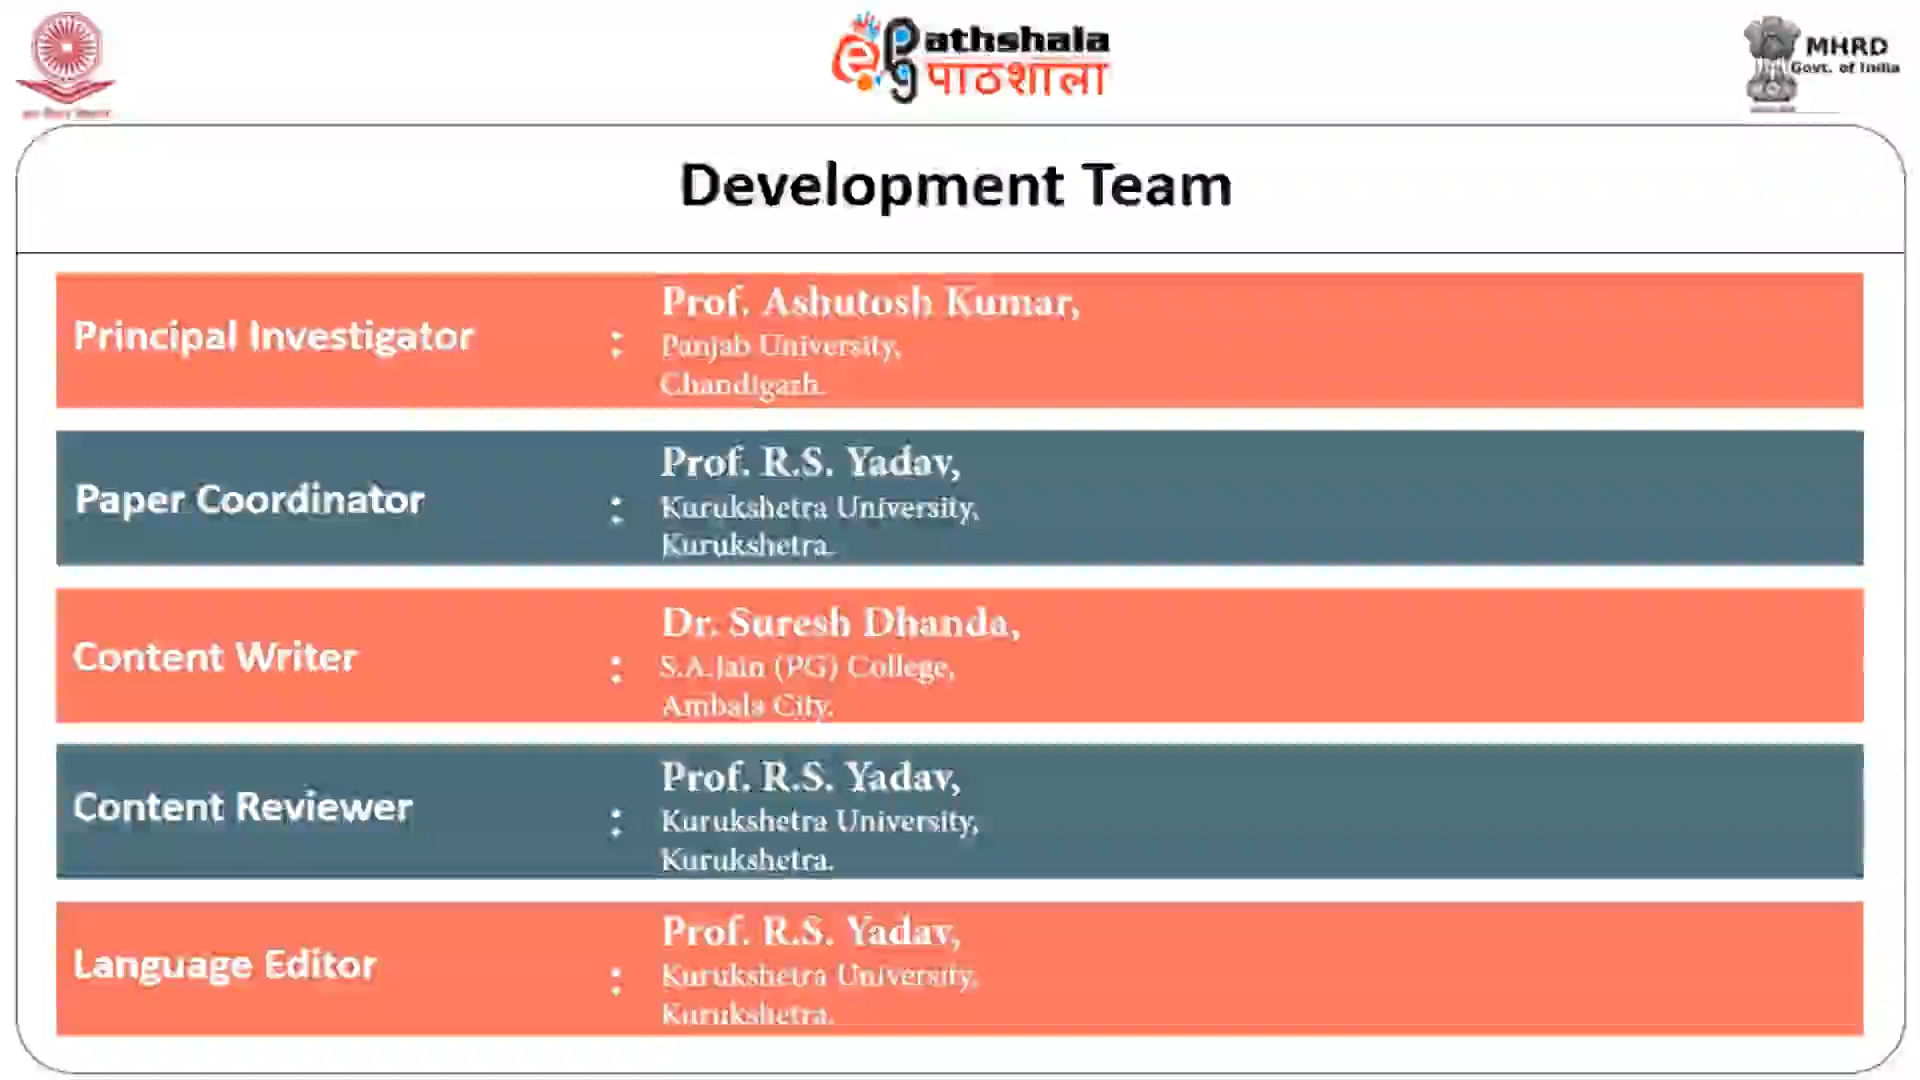 ePathshala
पाठशाला
MHRD
Govt. of India
Development Team
Principal Investigator : Prof. Ashutosh Kumar,
Panjab University,
Chandigarh.
Paper Coordinator : Prof. R.S. Yadav,
Kurukshetra University,
Kurukshetra.
Content Writer : Dr. Suresh Dhanda,
S.A.Jain (PG) College,
Ambala City.
Content Reviewer : Prof. R.S. Yadav,
Kurukshetra University,
Kurukshetra.
Language Editor : Prof. R.S. Yadav,
Kurukshetra University,
Kurukshetra.